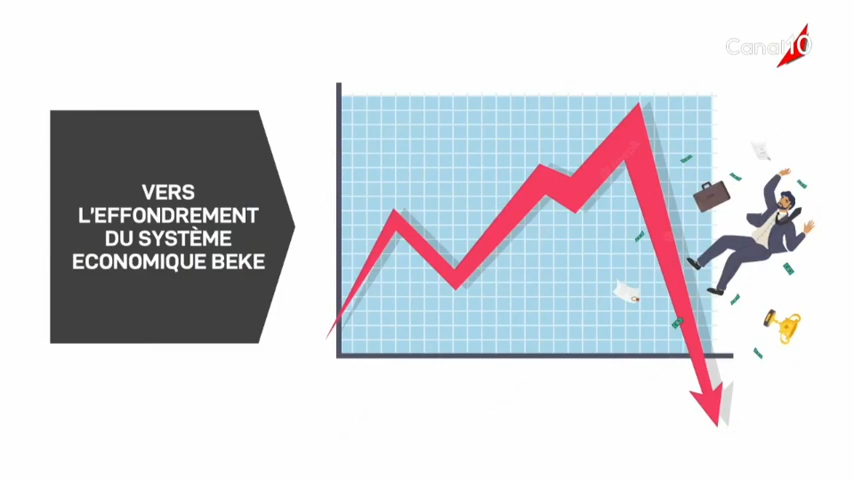 Canal10
VERS
L'EFFONDREMENT
DU SYSTÈME
ECONOMIQUE BEKE